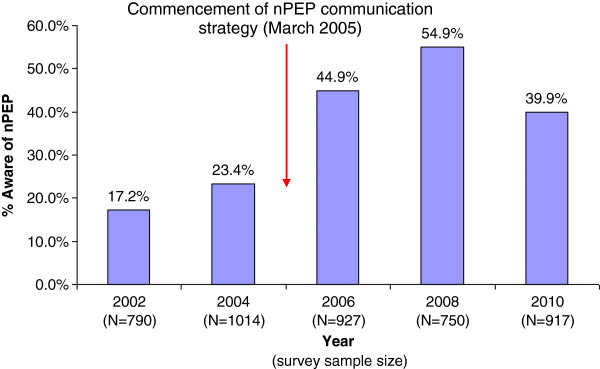 Commencement of nPEP communication
strategy (March 2005)
% Aware of nPEP
60.0%
50.0%
40.0%
30.0%
20.0%
10.0%
0.0%
17.2%
23.4%
44.9%
54.9%
39.9%
2002 2004 2006 2008 2010
(N=790) (N=1014) (N=927) (N=750) (N=917)
Year
(survey sample size)